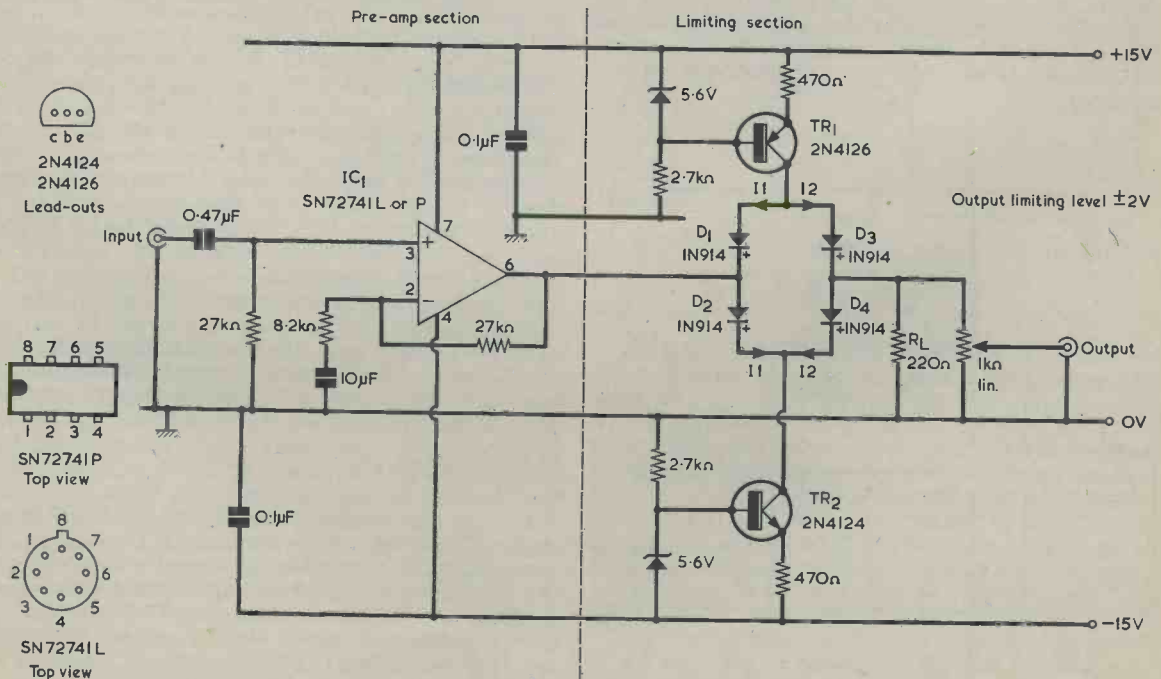 Pre-amp section
Limiting section
+15V
470Ω
5·6V
TR1
2N4126
c b e
2N4124
2N4126
Lead-outs
0·1µF
2·7kΩ
IC1
SN72741L or P
I1 I2
Output limiting level ±2V
0·47µF
Input
7
+
3
6
2
−
4
D1
1N914
+
D3
1N914
+
D2
1N914
+
D4
1N914
+
27kΩ
8·2kΩ
27kΩ
RL
220Ω
1kΩ
lin.
Output
10µF
I1 I2
8 7 6 5
1 2 3 4
SN72741P
Top view
0V
2·7kΩ
TR2
2N4124
0·1µF
5·6V
470Ω
8
1 7
2 6
3 5
4
SN72741L
Top view
−15V